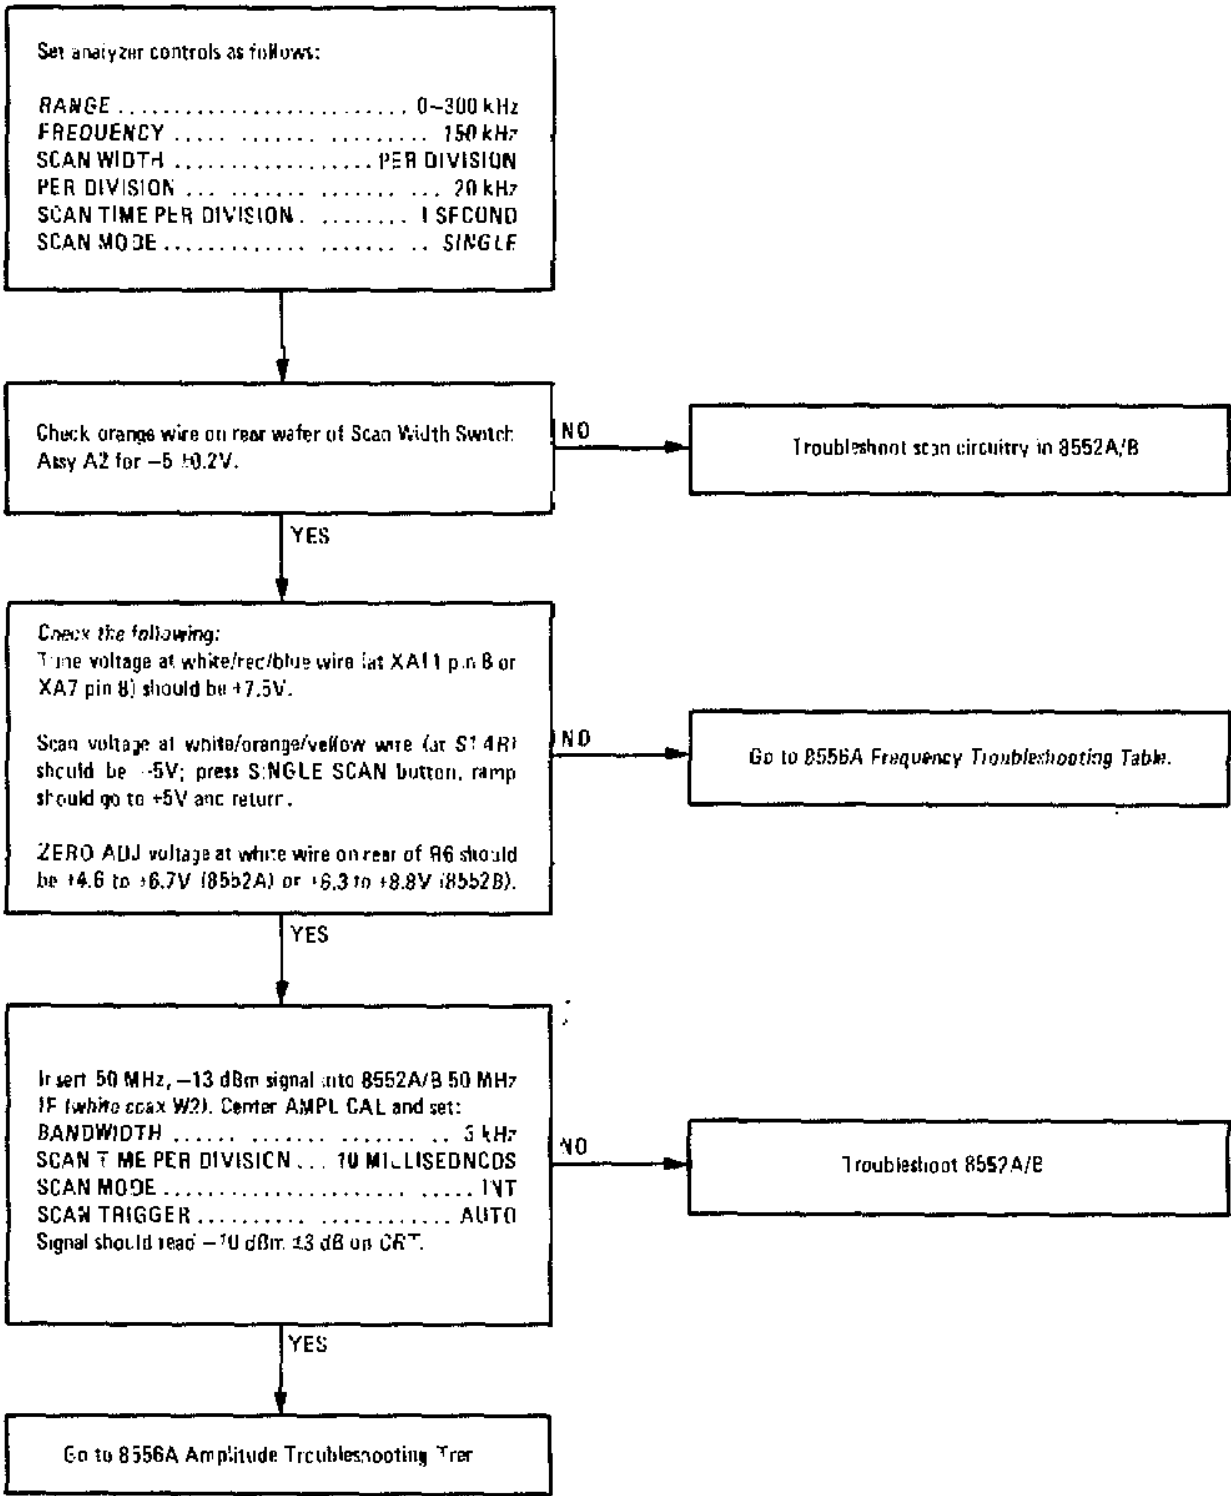 Set analyzer controls as follows:
RANGE .......................... 0–300 kHz
FREQUENCY ..... ..... .. ........... 150 kHz
SCAN WIDTH .................. PER DIVISION
PER DIVISION ... .... .... ....... ... 20 kHz
SCAN TIME PER DIVISION. . ........ 1 SECOND
SCAN MODE .............. ....... .. SINGLE
Check orange wire on rear wafer of Scan Width Switch
Assy A2 for –5 ±0.2V.
NO
Troubleshoot scan circuitry in 8552A/B
YES
Check the following:
Tune voltage at white/red/blue wire (at XA11 pin 8 or
XA7 pin 8) should be +7.5V.
Scan voltage at white/orange/yellow wire (at S1 4R)
should be –5V; press SINGLE SCAN button, ramp
should go to +5V and return.
ZERO ADJ voltage at white wire on rear of R6 should
be +4.6 to +6.7V (8552A) or +6.3 to +8.8V (8552B).
NO
Go to 8556A Frequency Troubleshooting Table.
YES
Insert 50 MHz, –13 dBm signal into 8552A/B 50 MHz
IF (white coax W2). Center AMPL CAL and set:
BANDWIDTH ...... ....... ....... .. 3 kHz
SCAN TIME PER DIVISION ... 10 MILLISEDNCDS
SCAN MODE ..................... ..... INT
SCAN TRIGGER .......... ............ AUTO
Signal should read –10 dBm ±3 dB on CRT.
NO
Troubleshoot 8552A/B
YES
Go to 8556A Amplitude Troubleshooting